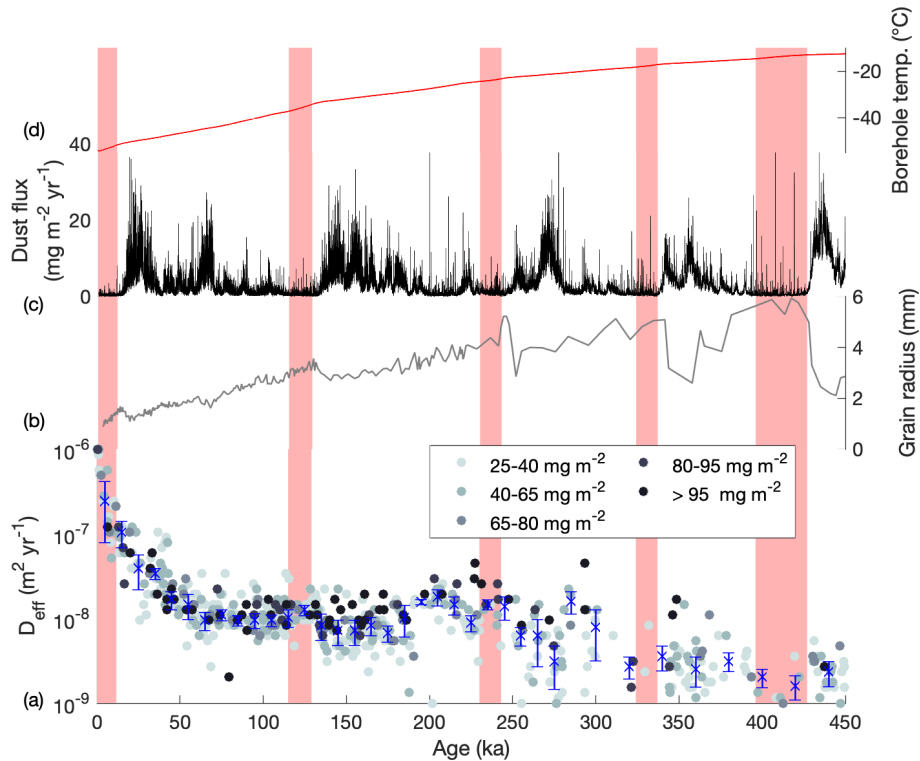 Borehole temp. (°C)
-20
-40
(d)
40
20
0
Dust flux
(mg m-2 yr-1)
(c)
6
4
2
0
Grain radius (mm)
(b)
10-6
10-7
10-8
10-9
Deff (m2 yr-1)
25-40 mg m-2
40-65 mg m-2
65-80 mg m-2
80-95 mg m-2
> 95 mg m-2
(a)
0 50 100 150 200 250 300 350 400 450
Age (ka)